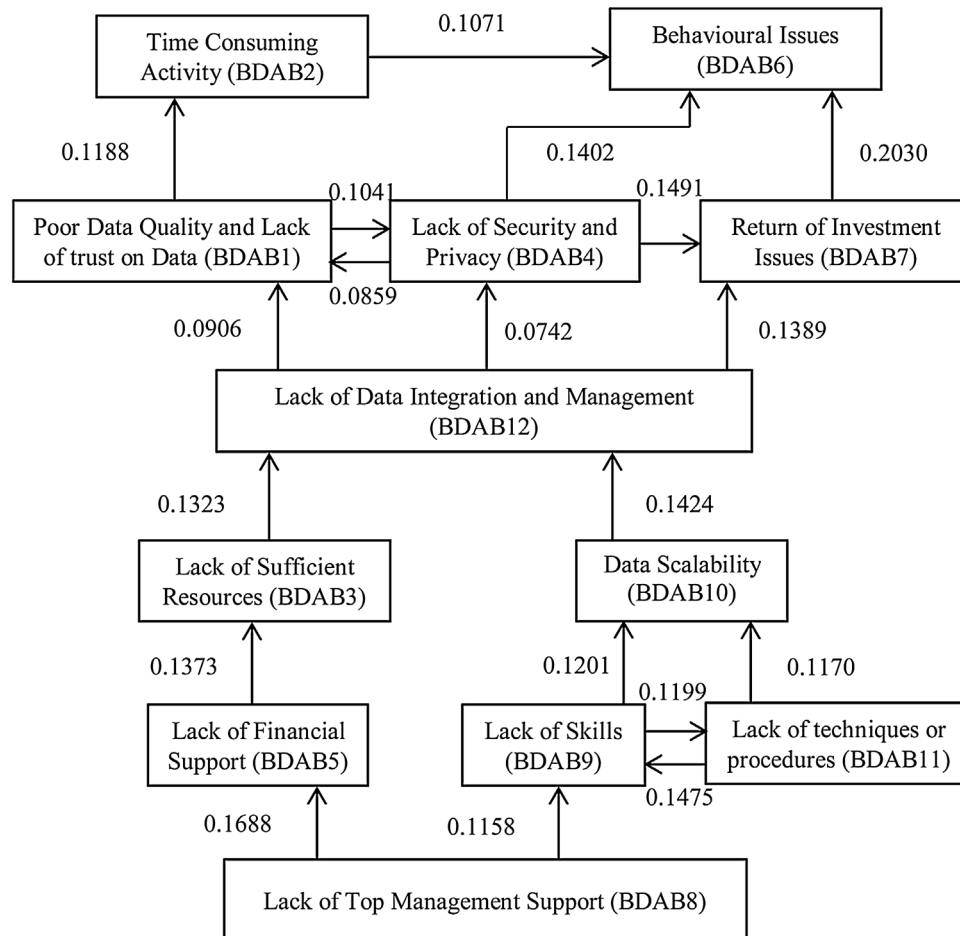 0.1071
Time Consuming
Activity (BDAB2)
Behavioural Issues
(BDAB6)
0.1188
0.1402
0.2030
0.1041
0.1491
Poor Data Quality and Lack
of trust on Data (BDAB1)
Lack of Security and
Privacy (BDAB4)
Return of Investment
Issues (BDAB7)
0.0859
0.0906
0.0742
0.1389
Lack of Data Integration and Management
(BDAB12)
0.1323
0.1424
Lack of Sufficient
Resources (BDAB3)
Data Scalability
(BDAB10)
0.1373
0.1201
0.1199
0.1170
Lack of Financial
Support (BDAB5)
Lack of Skills
(BDAB9)
Lack of techniques or
procedures (BDAB11)
0.1475
0.1688
0.1158
Lack of Top Management Support (BDAB8)